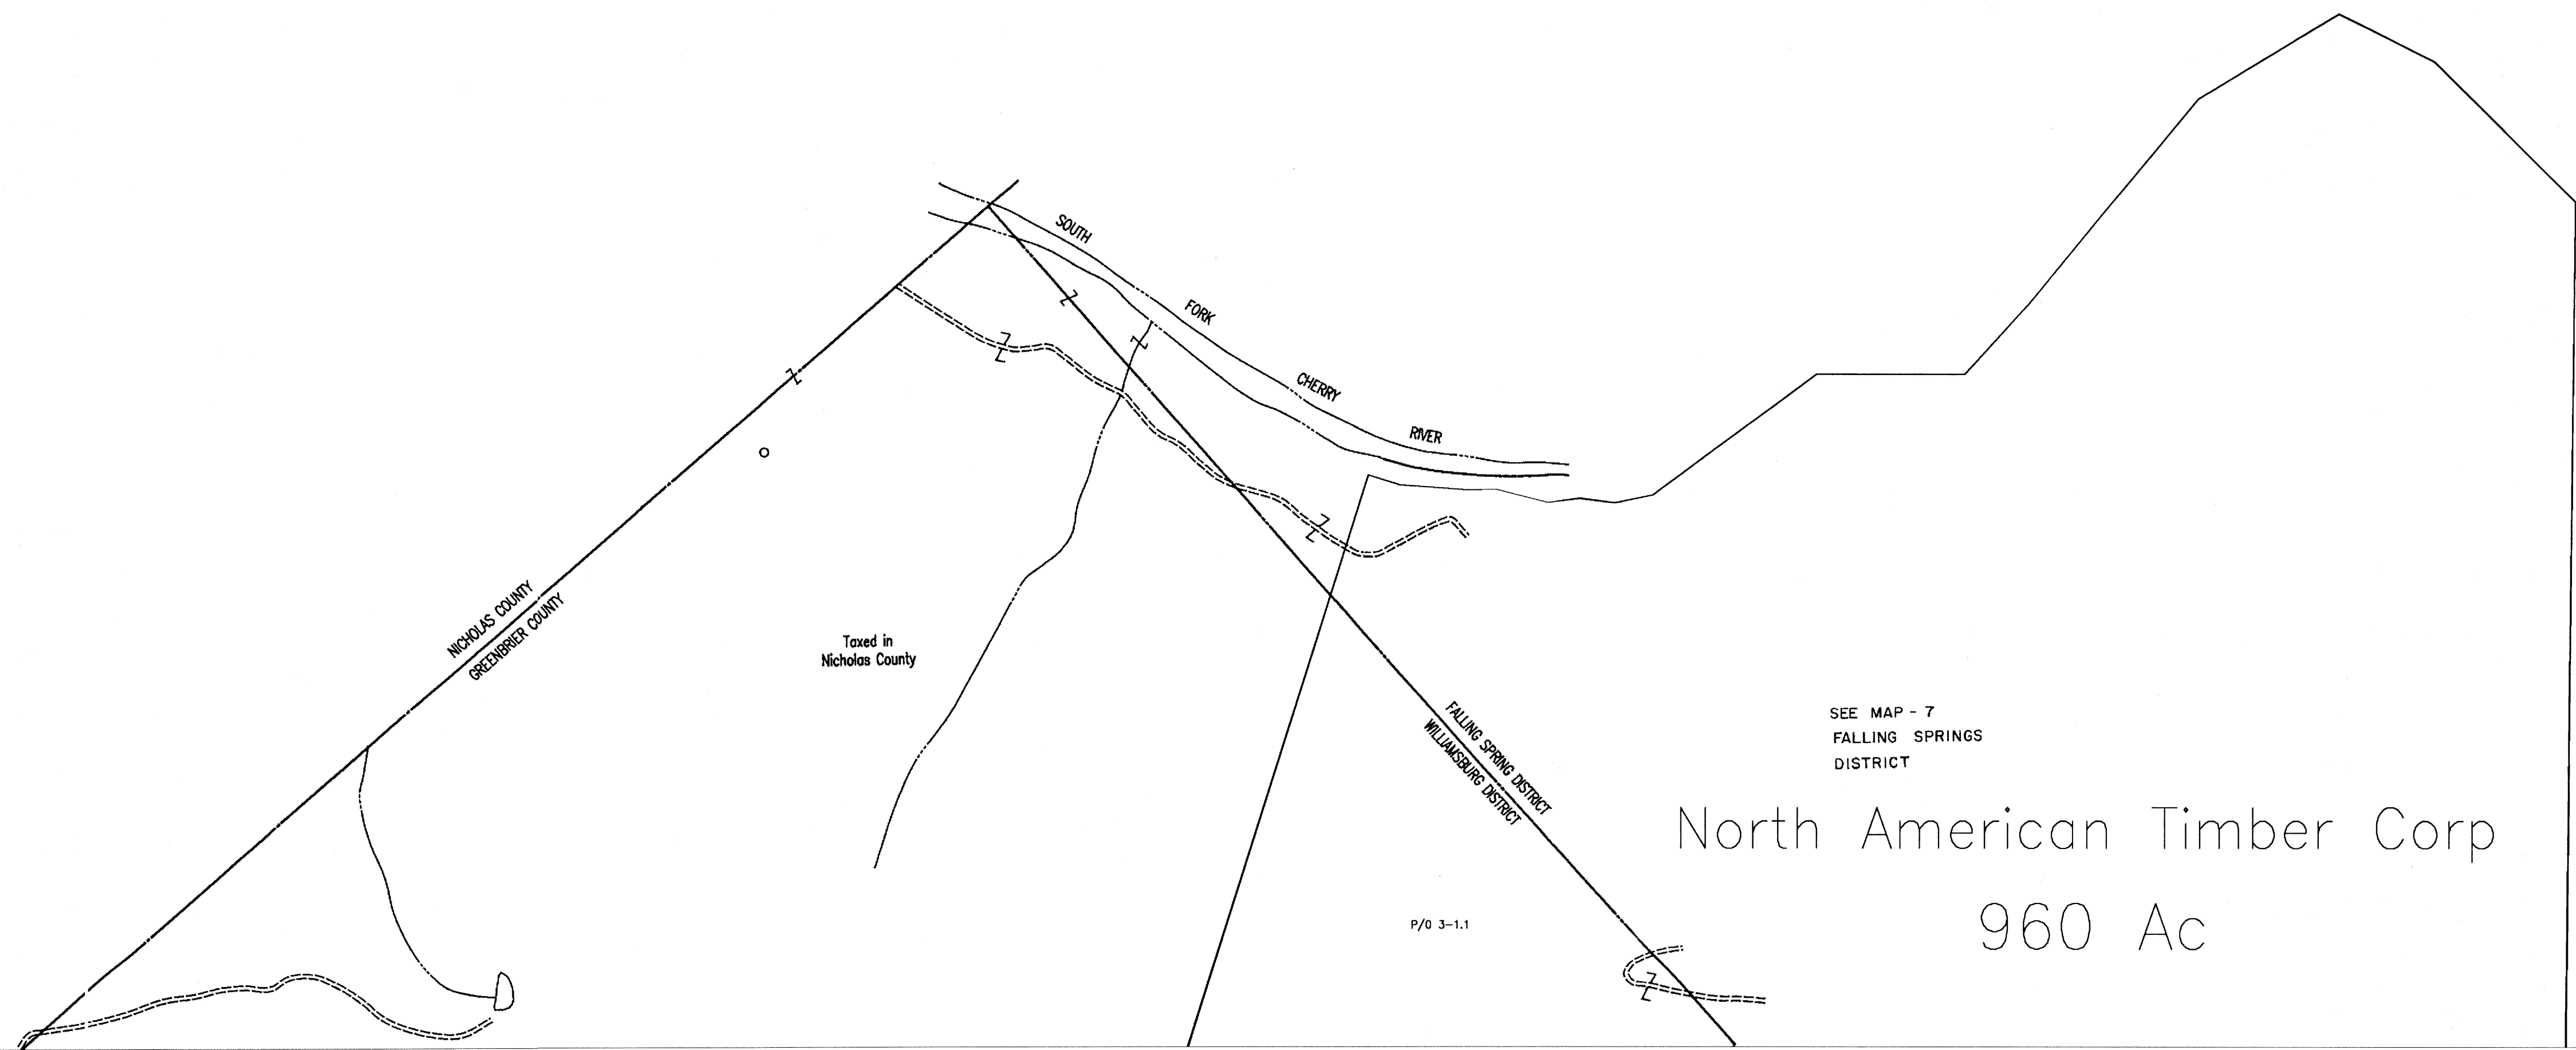 SOUTH
FORK
CHERRY
RIVER
NICHOLAS COUNTY
GREENBRIER COUNTY
Taxed in
Nicholas County
FALLING SPRING DISTRICT
WILLIAMSBURG DISTRICT
SEE MAP - 7
FALLING SPRINGS
DISTRICT
North American Timber Corp
960 Ac
P/O 3-1.1